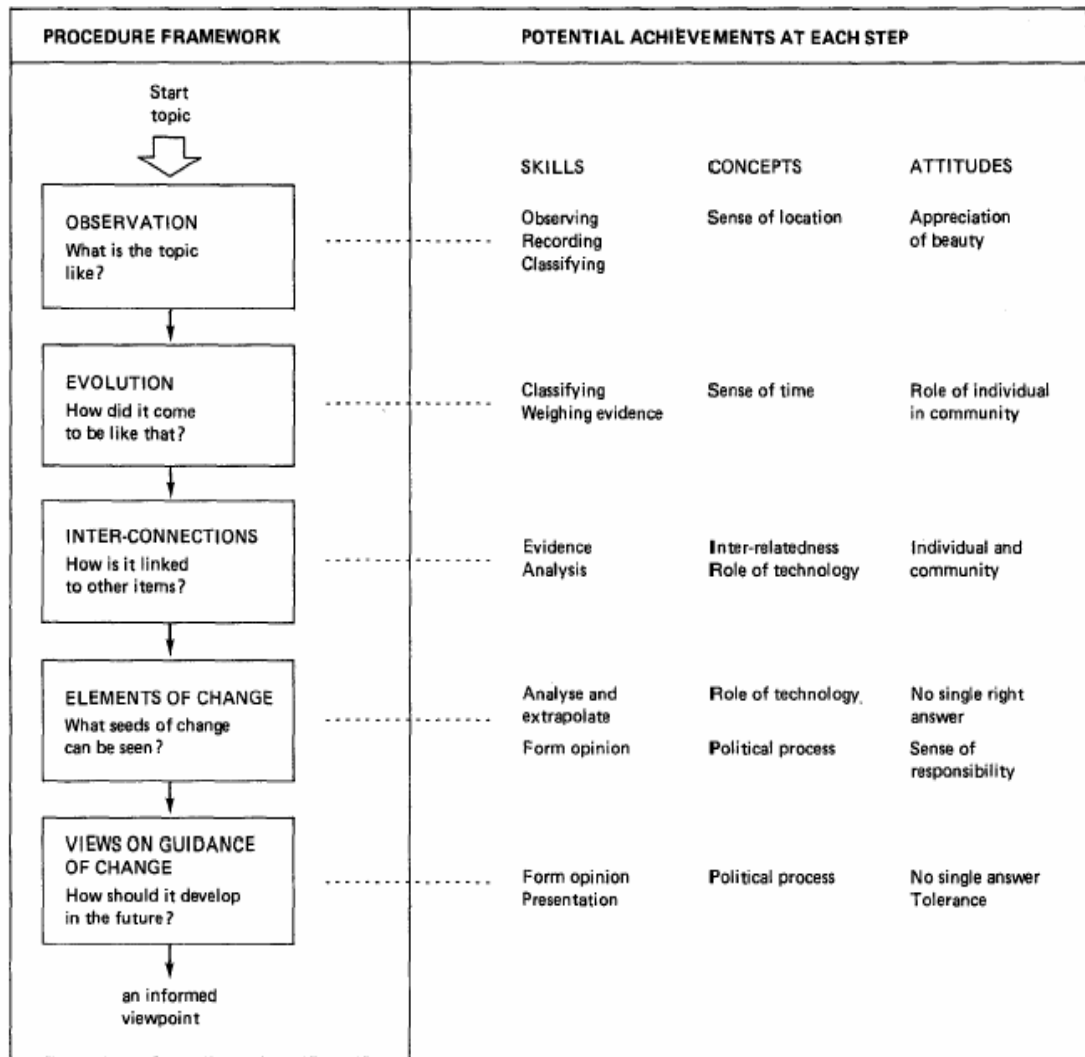 PROCEDURE FRAMEWORK
POTENTIAL ACHIEVEMENTS AT EACH STEP
Start
topic
SKILLS
CONCEPTS
ATTITUDES
OBSERVATION
What is the topic
like?
Observing
Recording
Classifying
Sense of location
Appreciation
of beauty
EVOLUTION
How did it come
to be like that?
Classifying
Weighing evidence
Sense of time
Role of individual
in community
INTER-CONNECTIONS
How is it linked
to other items?
Evidence
Analysis
Inter-relatedness
Role of technology
Individual and
community
ELEMENTS OF CHANGE
What seeds of change
can be seen?
Analyse and
extrapolate
Role of technology
No single right
answer
Form opinion
Political process
Sense of
responsibility
VIEWS ON GUIDANCE
OF CHANGE
How should it develop
in the future?
Form opinion
Presentation
Political process
No single answer
Tolerance
an informed
viewpoint